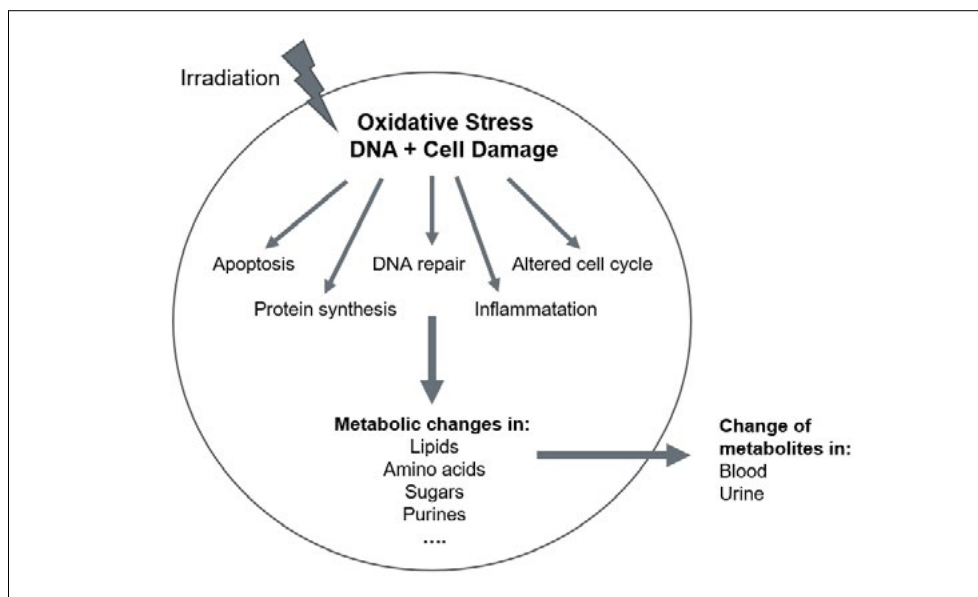 Irradiation
Oxidative Stress
DNA + Cell Damage
Apoptosis
DNA repair
Altered cell cycle
Protein synthesis
Inflammatation
Metabolic changes in:
Lipids
Amino acids
Sugars
Purines
....
Change of
metabolites in:
Blood
Urine